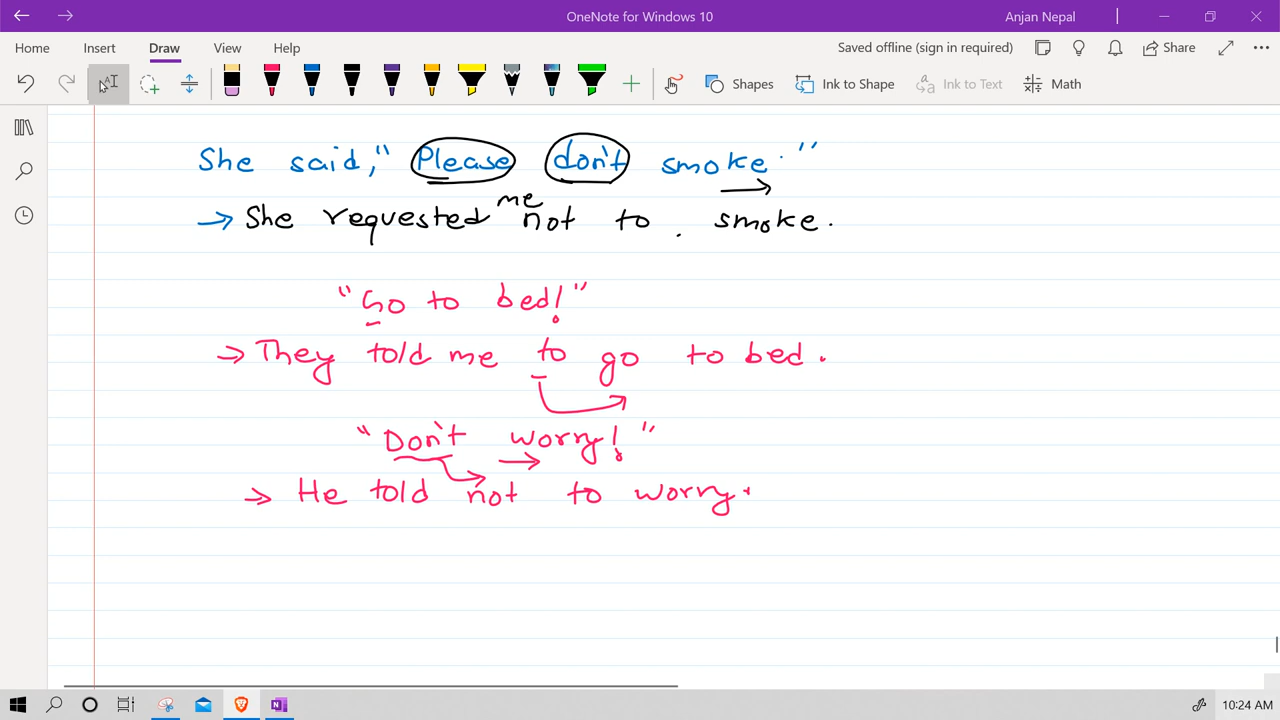 OneNote for Windows 10
Anjan Nepal
Home Insert Draw View Help
Saved offline (sign in required) Share
Shapes Ink to Shape Ink to Text Math
She said," Please don't smoke."
→ She requested me not to smoke.
"Go to bed!"
→ They told me to go to bed.
"Don't worry!"
→ He told not to worry.
10:24 AM